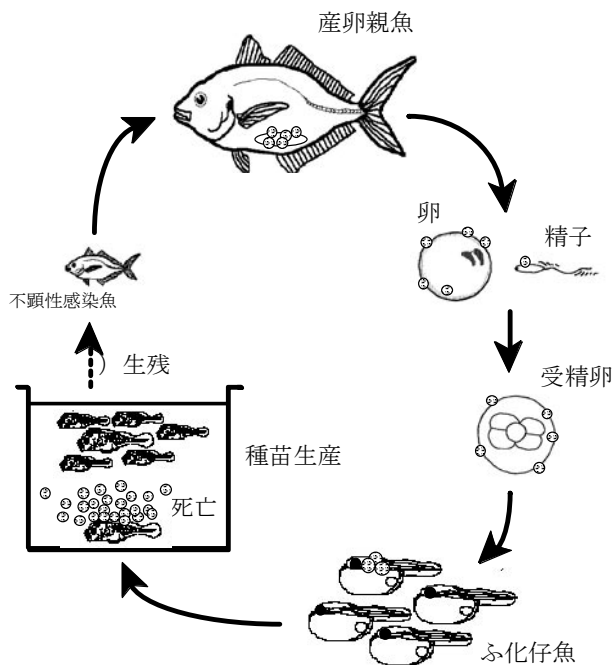 産卵親魚
卵
精子
受精卵
ふ化仔魚
種苗生産
死亡
生残
不顕性感染魚